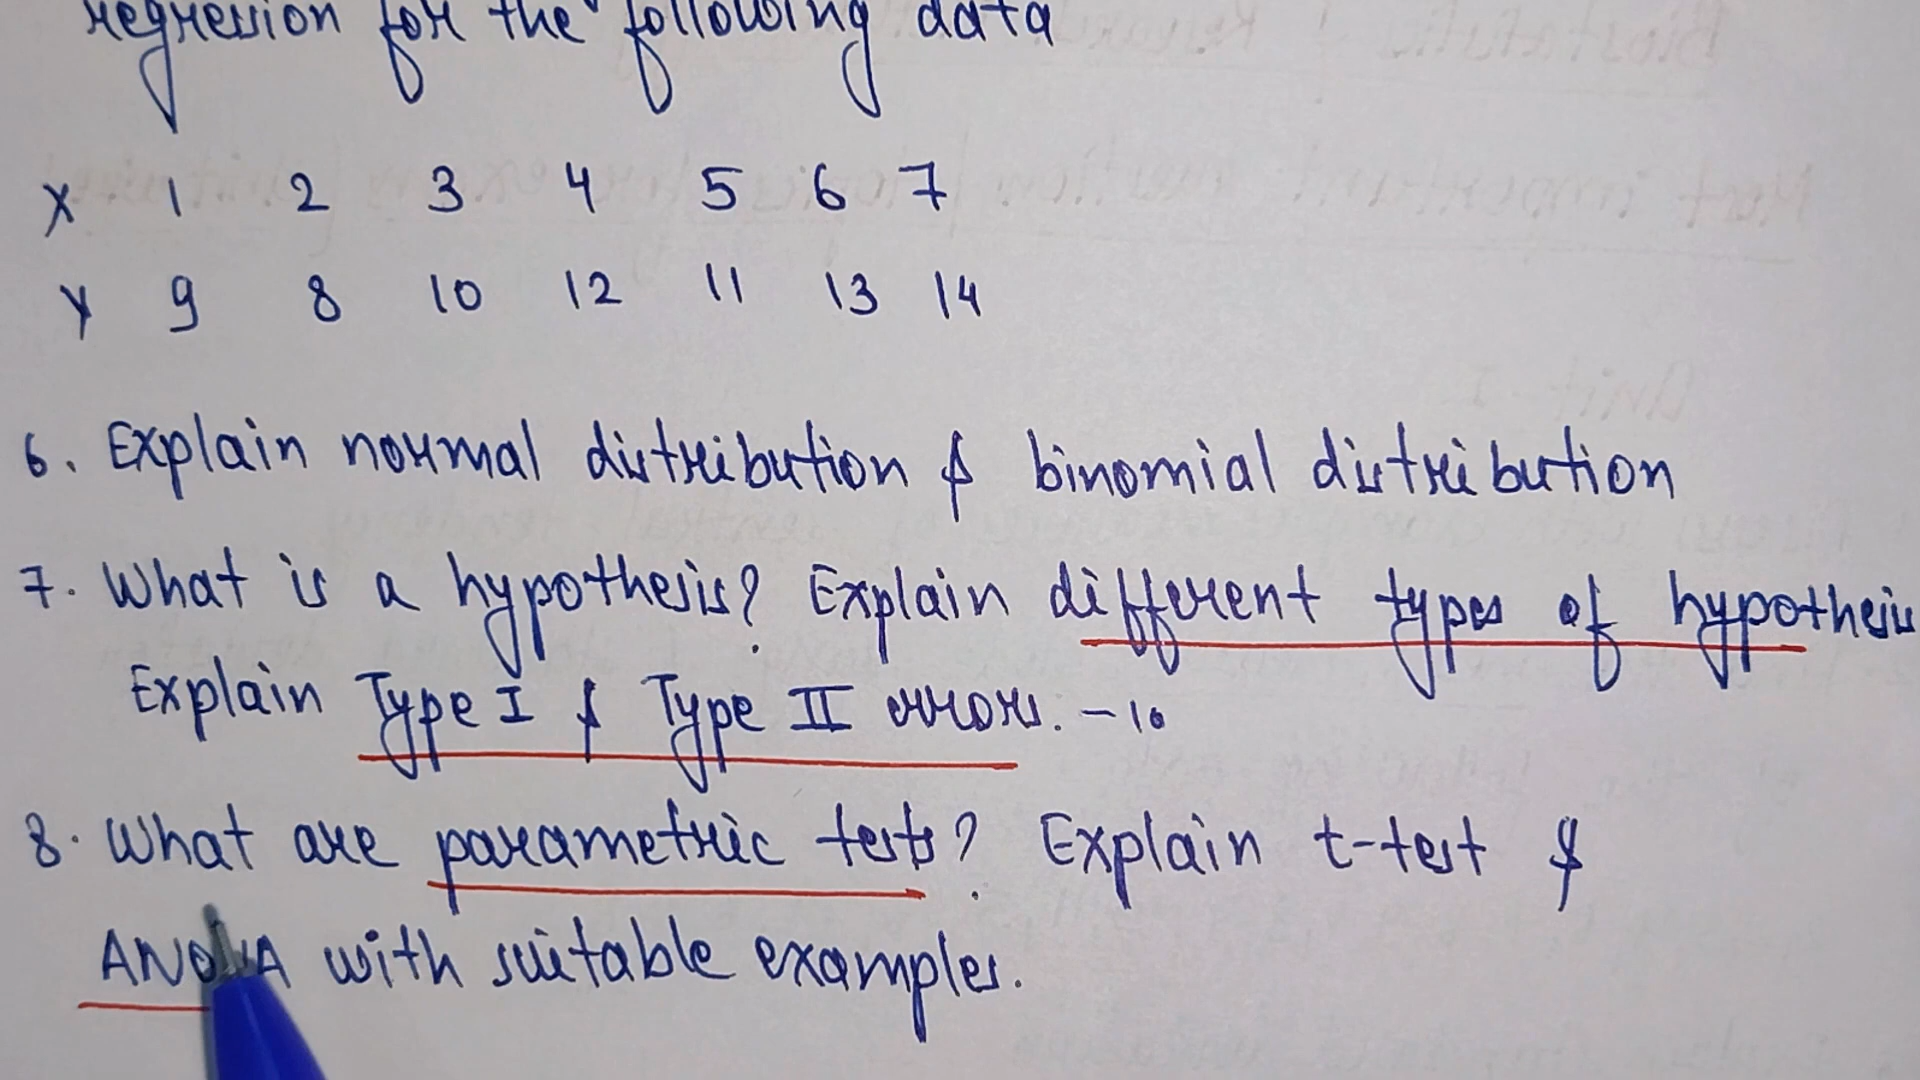 regression for the following data
X 1 2 3 4 5 6 7
Y 9 8 10 12 11 13 14
6. Explain normal distribution & binomial distribution
7. What is a hypothesis? Explain different types of hypothesis
Explain Type I & Type II errors. - 10
8. What are parametric tests? Explain t-test &
ANOVA with suitable examples.